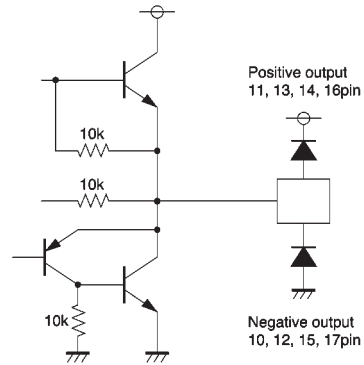 Positive output
11, 13, 14, 16pin
10k
10k
10k
Negative output
10, 12, 15, 17pin